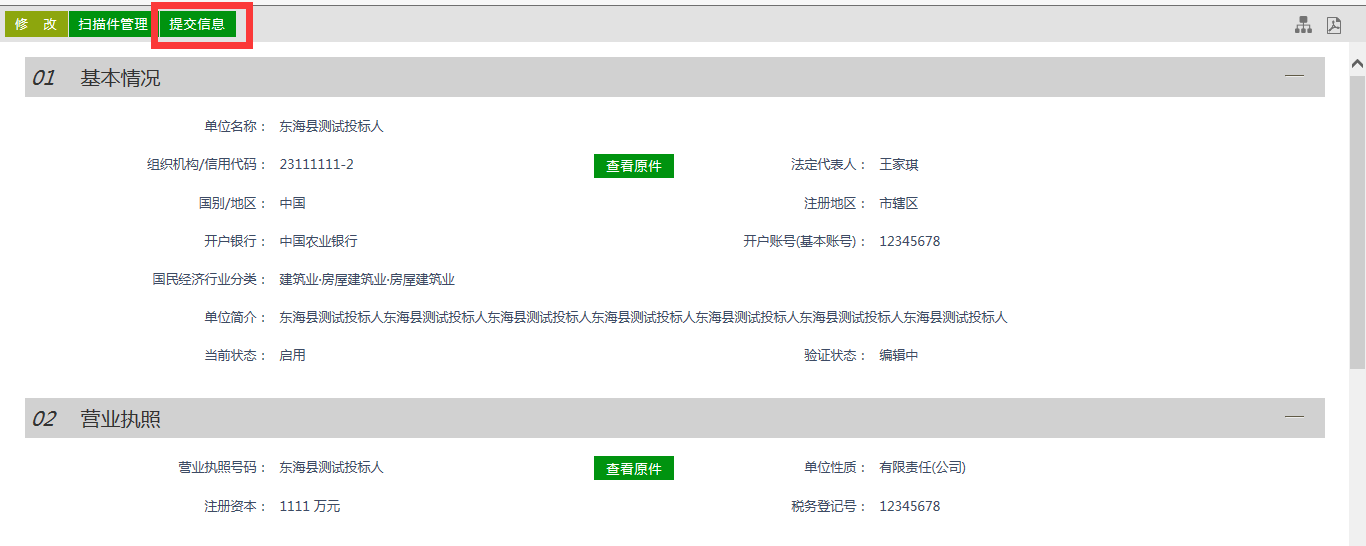 修 改 扫描件管理 提交信息
01 基本情况
单位名称： 东海县测试投标人
组织机构/信用代码： 23111111-2 查看原件 法定代表人： 王家琪
国别/地区： 中国 注册地区： 市辖区
开户银行： 中国农业银行 开户账号(基本账号)： 12345678
国民经济行业分类： 建筑业·房屋建筑业·房屋建筑业
单位简介： 东海县测试投标人东海县测试投标人东海县测试投标人东海县测试投标人东海县测试投标人东海县测试投标人东海县测试投标人
当前状态： 启用 验证状态： 编辑中
02 营业执照
营业执照号码： 东海县测试投标人 查看原件 单位性质： 有限责任(公司)
注册资本： 1111 万元 税务登记号： 12345678